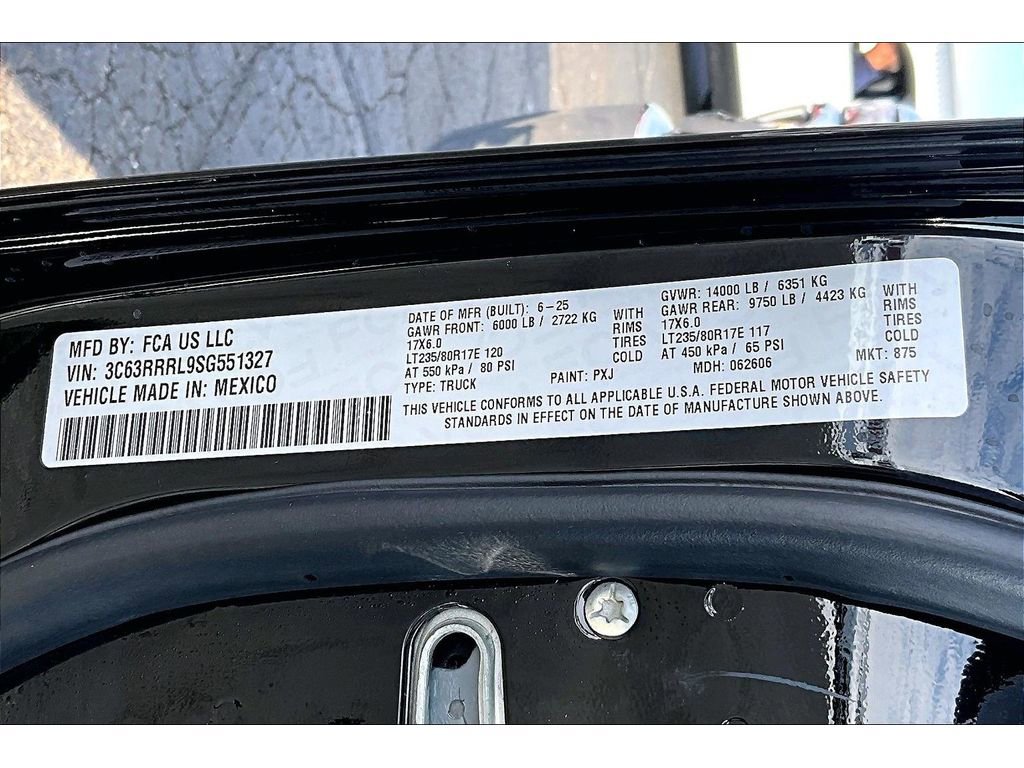 MFD BY: FCA US LLC
VIN: 3C63RRRL9SG551327
VEHICLE MADE IN: MEXICO
DATE OF MFR (BUILT): 6-25
GAWR FRONT: 6000 LB / 2722 KG WITH
17X6.0 RIMS
LT235/80R17E 120 TIRES
AT 550 kPa / 80 PSI COLD
TYPE: TRUCK
PAINT: PXJ
GVWR: 14000 LB / 6351 KG
GAWR REAR: 9750 LB / 4423 KG WITH
17X6.0 RIMS
LT235/80R17E 117 TIRES
AT 450 kPa / 65 PSI COLD
MDH: 062606
MKT: 875
THIS VEHICLE CONFORMS TO ALL APPLICABLE U.S.A. FEDERAL MOTOR VEHICLE SAFETY
STANDARDS IN EFFECT ON THE DATE OF MANUFACTURE SHOWN ABOVE.